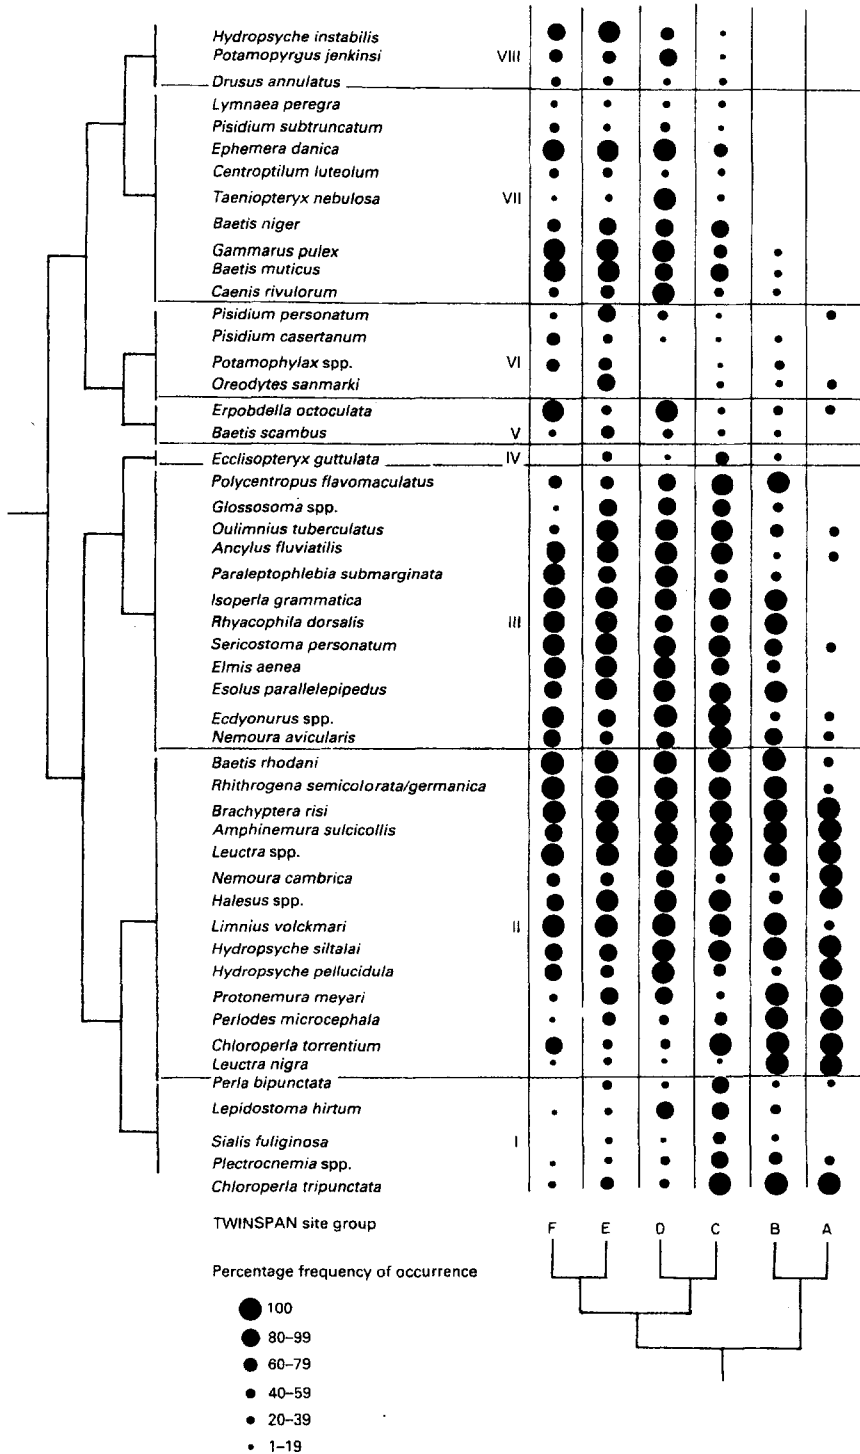 Hydropsyche instabilis
Potamopyrgus jenkinsi VIII
Drusus annulatus
Lymnaea peregra
Pisidium subtruncatum
Ephemera danica
Centroptilum luteolum
Taeniopteryx nebulosa VII
Baetis niger
Gammarus pulex
Baetis muticus
Caenis rivulorum
Pisidium personatum
Pisidium casertanum
Potamophylax spp. VI
Oreodytes sanmarki
Erpobdella octoculata
Baetis scambus V
Ecclisopteryx guttulata IV
Polycentropus flavomaculatus
Glossosoma spp.
Oulimnius tuberculatus
Ancylus fluviatilis
Paraleptophlebia submarginata
Isoperla grammatica
Rhyacophila dorsalis III
Sericostoma personatum
Elmis aenea
Esolus parallelepipedus
Ecdyonurus spp.
Nemoura avicularis
Baetis rhodani
Rhithrogena semicolorata/germanica
Brachyptera risi
Amphinemura sulcicollis
Leuctra spp.
Nemoura cambrica
Halesus spp.
Limnius volckmari II
Hydropsyche siltalai
Hydropsyche pellucidula
Protonemura meyari
Perlodes microcephala
Chloroperla torrentium
Leuctra nigra
Perla bipunctata
Lepidostoma hirtum
Sialis fuliginosa I
Plectrocnemia spp.
Chloroperla tripunctata
TWINSPAN site group F E D C B A
Percentage frequency of occurrence
100
80–99
60–79
40–59
20–39
1–19